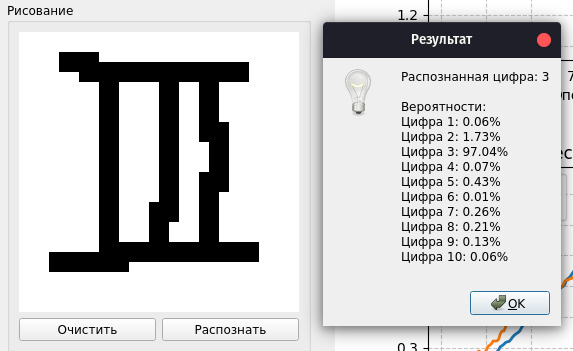 Рисование
Очистить
Распознать
Результат
Распознанная цифра: 3
Вероятности:
Цифра 1: 0.06%
Цифра 2: 1.73%
Цифра 3: 97.04%
Цифра 4: 0.07%
Цифра 5: 0.43%
Цифра 6: 0.01%
Цифра 7: 0.26%
Цифра 8: 0.21%
Цифра 9: 0.13%
Цифра 10: 0.06%
OK
1.2
0.3